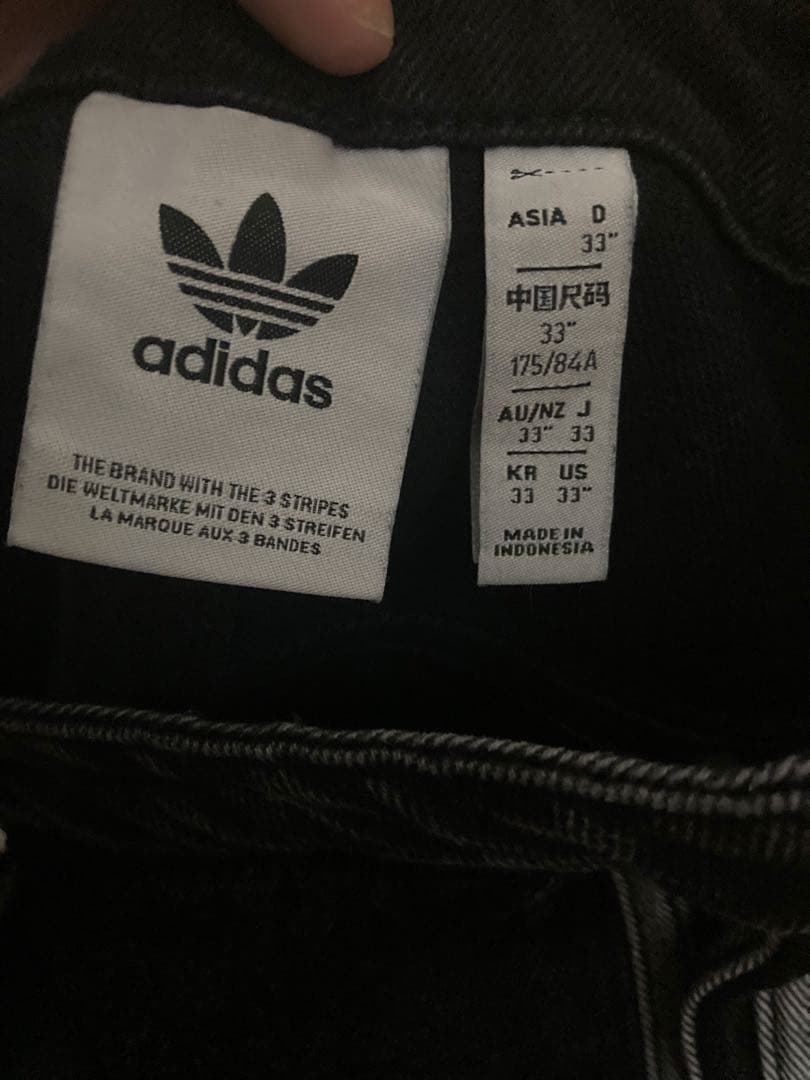 adidas
THE BRAND WITH THE 3 STRIPES
DIE WELTMARKE MIT DEN 3 STREIFEN
LA MARQUE AUX 3 BANDES
ASIA D
33"
中国尺码
33"
175/84A
AU/NZ J
33" 33
KR US
33 33"
MADE IN
INDONESIA